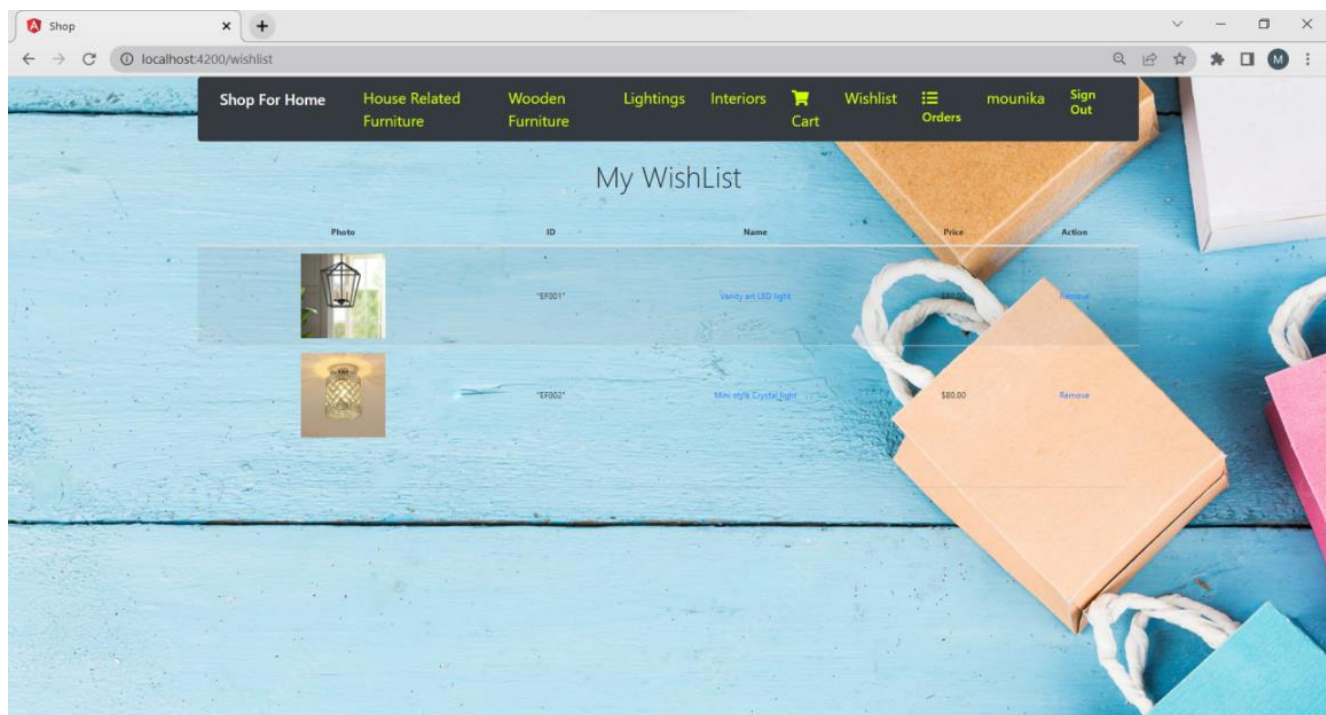 Shop
localhost:4200/wishlist
M
Shop For Home
House Related
Furniture
Wooden
Furniture
Lightings
Interiors
Cart
Wishlist
Orders
mounika
Sign
Out
My WishList
Photo ID Name Price Action
"EF001" Vanity art LED light $80.00 Remove
"EF002" Mini style Crystal light $80.00 Remove